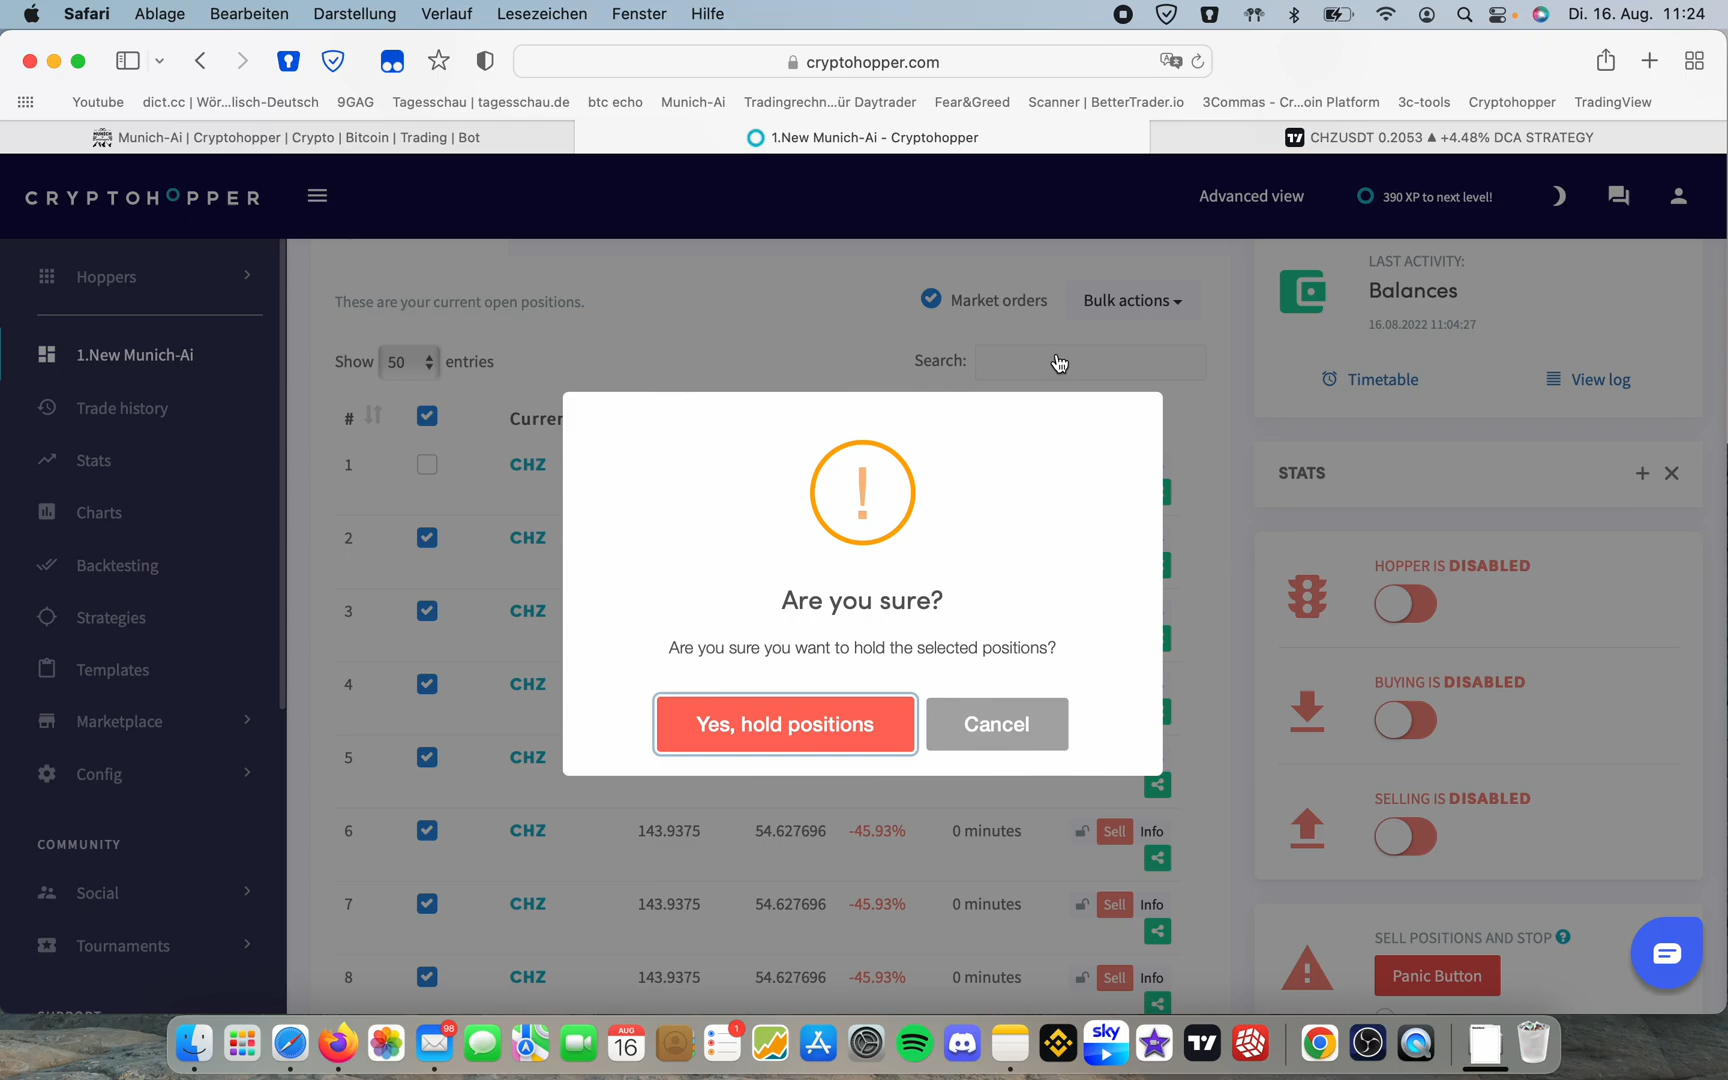 Safari Ablage Bearbeiten Darstellung Verlauf Lesezeichen Fenster Hilfe Di. 16. Aug. 11:24
cryptohopper.com
Youtube dict.cc | Wör...lisch-Deutsch 9GAG Tagesschau | tagesschau.de btc echo Munich-Ai Tradingrechn...ür Daytrader Fear&Greed Scanner | BetterTrader.io 3Commas - Cr...oin Platform 3c-tools Cryptohopper TradingView
Munich-Ai | Cryptohopper | Crypto | Bitcoin | Trading | Bot
1.New Munich-Ai - Cryptohopper
CHZUSDT 0.2053 ▲ +4.48% DCA STRATEGY
CRYPTOHOPPER
Advanced view
390 XP to next level!
Hoppers
1.New Munich-Ai
Trade history
Stats
Charts
Backtesting
Strategies
Templates
Marketplace
Config
COMMUNITY
Social
Tournaments
These are your current open positions.
Market orders
Bulk actions
Show 50 entries
Search:
# Curren
1 CHZ
2 CHZ
3 CHZ
4 CHZ
5 CHZ
6 CHZ 143.9375 54.627696 -45.93% 0 minutes Sell Info
7 CHZ 143.9375 54.627696 -45.93% 0 minutes Sell Info
8 CHZ 143.9375 54.627696 -45.93% 0 minutes Sell Info
Are you sure?
Are you sure you want to hold the selected positions?
Yes, hold positions
Cancel
LAST ACTIVITY:
Balances
16.08.2022 11:04:27
Timetable
View log
STATS
HOPPER IS DISABLED
BUYING IS DISABLED
SELLING IS DISABLED
SELL POSITIONS AND STOP
Panic Button
98
AUG
16
1
sky